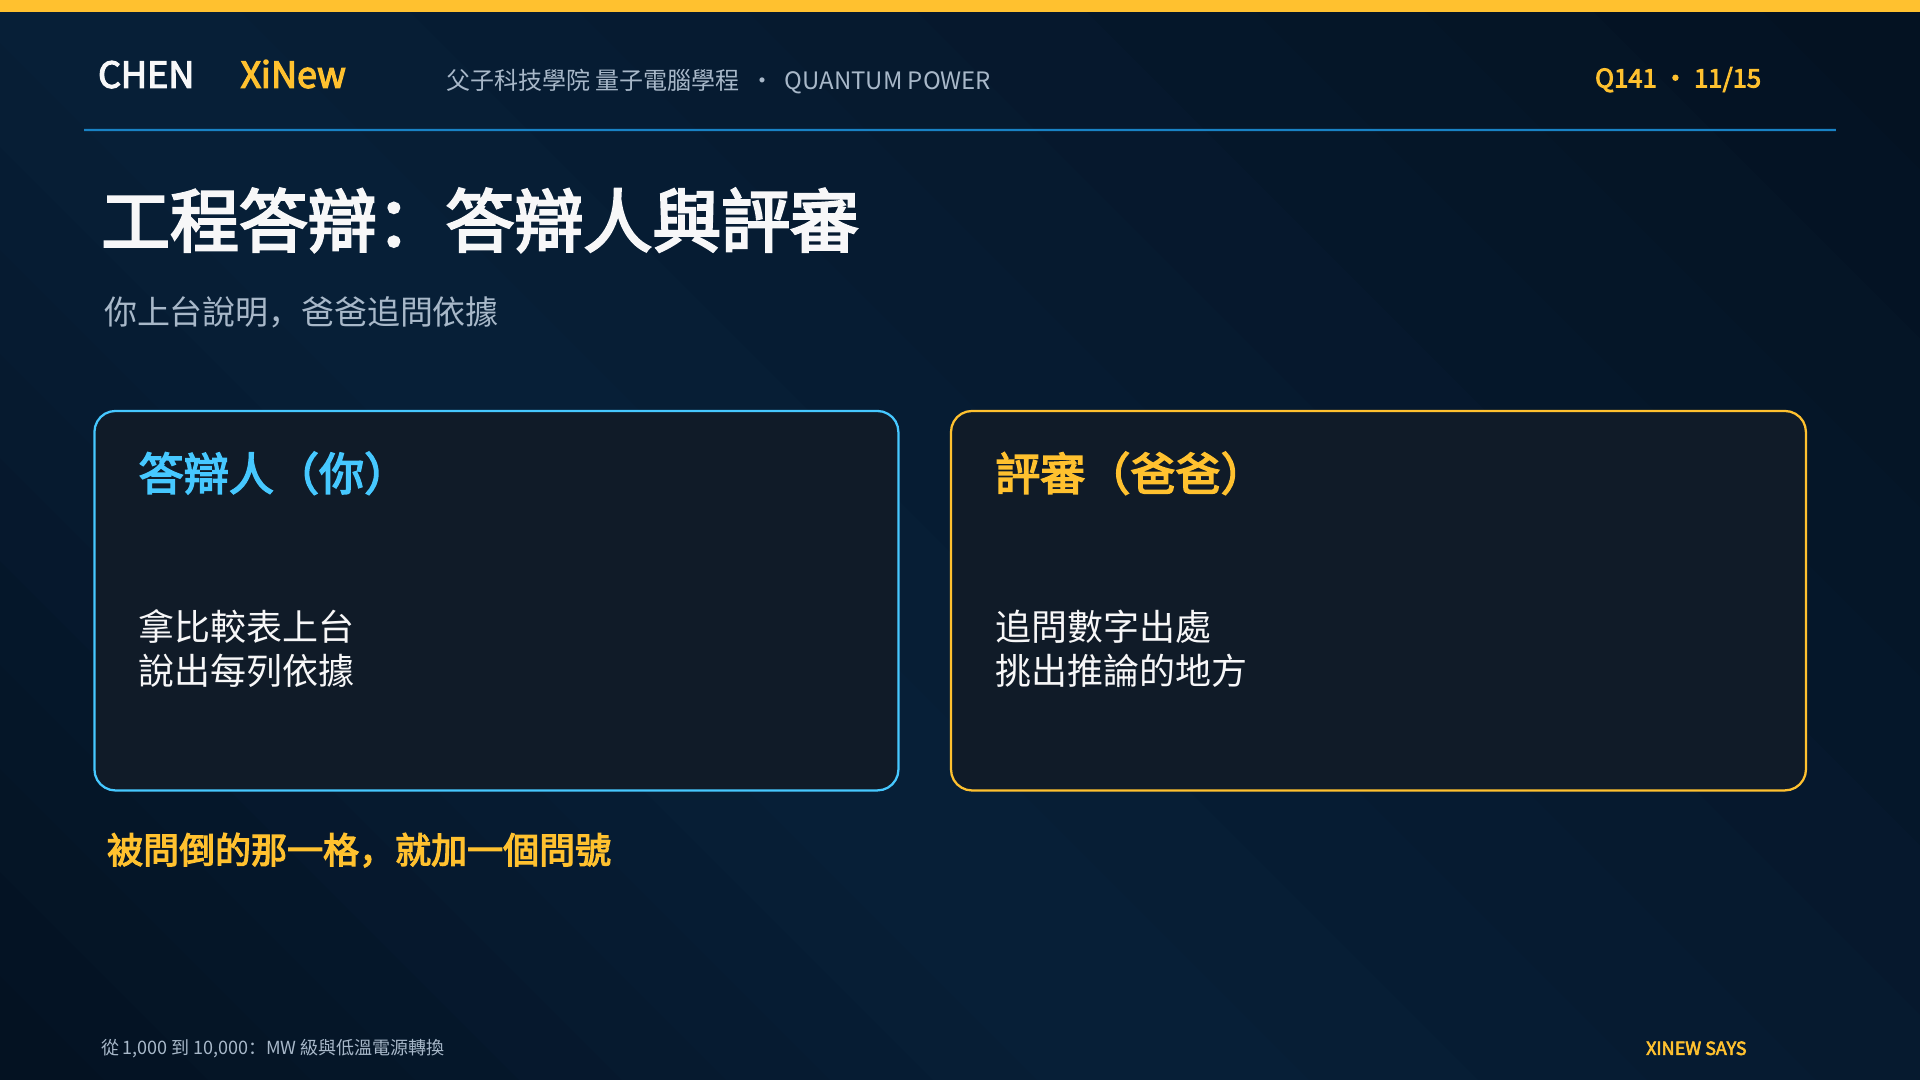 CHEN XiNew 父子科技學院 量子電腦學程 · QUANTUM POWER Q141 · 11/15
工程答辯：答辯人與評審
你上台說明，爸爸追問依據
答辯人（你）
拿比較表上台
說出每列依據
評審（爸爸）
追問數字出處
挑出推論的地方
被問倒的那一格，就加一個問號
從 1,000 到 10,000：MW 級與低溫電源轉換
XINEW SAYS